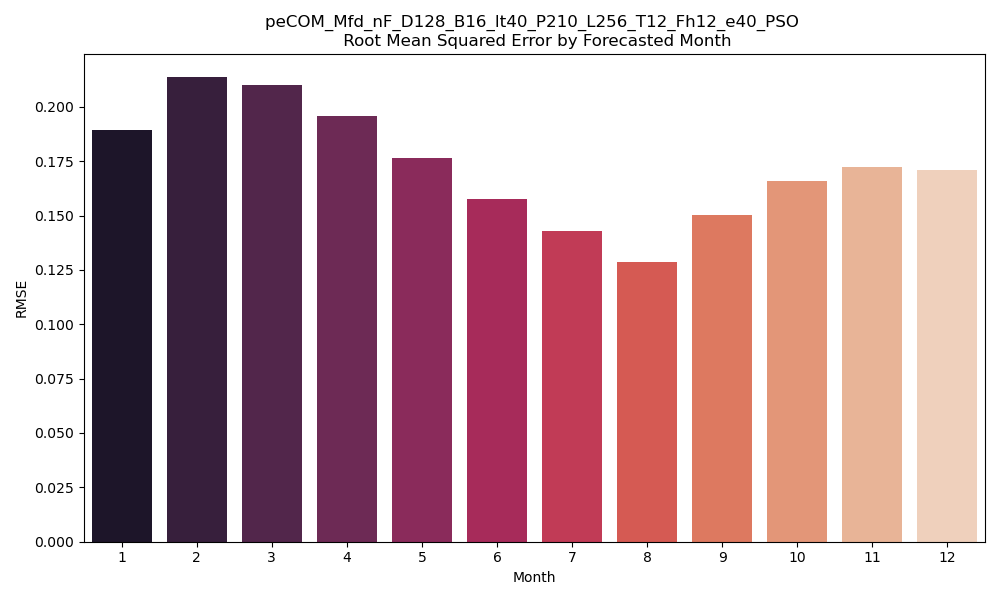 peCOM_Mfd_nF_D128_B16_It40_P210_L256_T12_Fh12_e40_PSO
Root Mean Squared Error by Forecasted Month
RMSE
0.200
0.175
0.150
0.125
0.100
0.075
0.050
0.025
0.000
1 2 3 4 5 6 7 8 9 10 11 12
Month